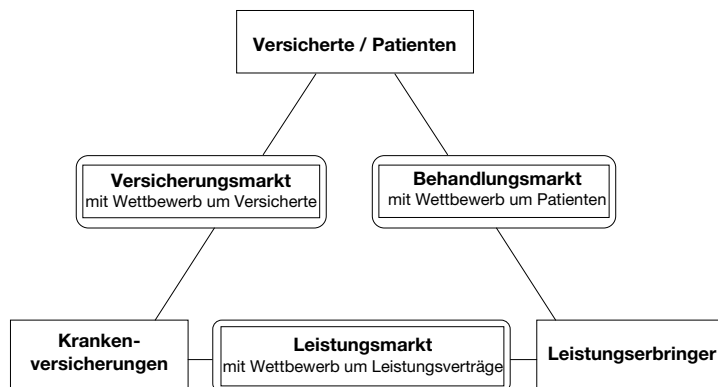 Versicherte / Patienten
Versicherungsmarkt
mit Wettbewerb um Versicherte
Behandlungsmarkt
mit Wettbewerb um Patienten
Kranken-
versicherungen
Leistungsmarkt
mit Wettbewerb um Leistungsverträge
Leistungserbringer